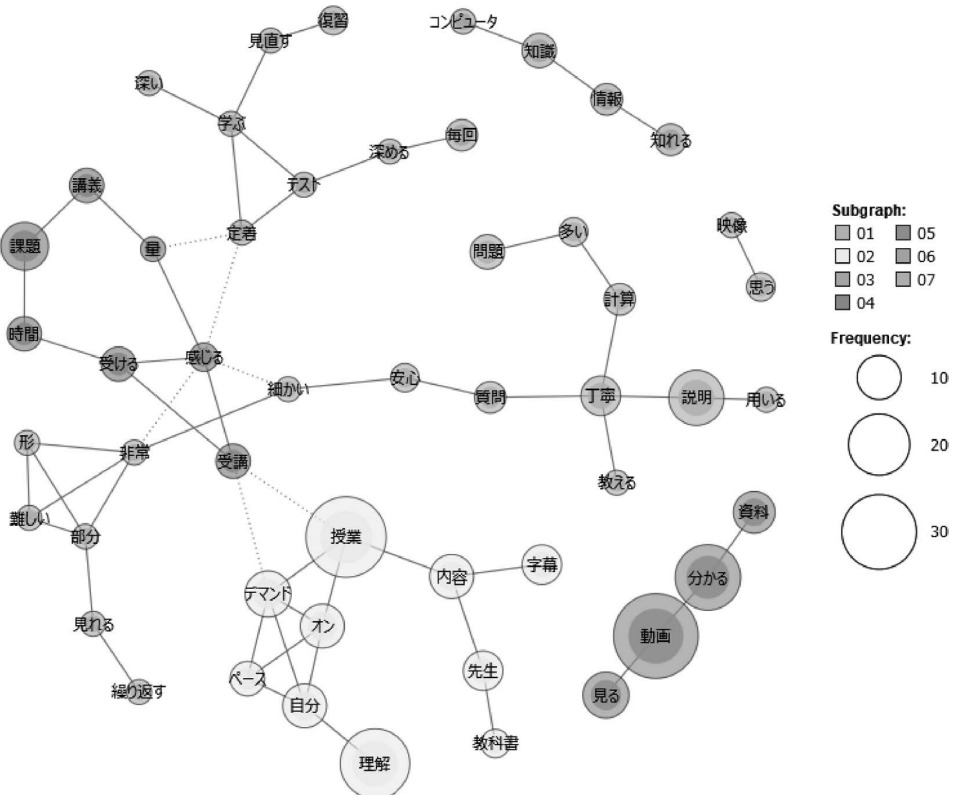 復習
コンピュータ
見直す
知識
深い
情報
学ぶ
毎回
知れる
深める
講義
テスト
映像
定着
多い
課題
量
問題
思う
計算
時間
感じる
受ける
安心
細かい
質問
丁寧
説明
用いる
形
非常
受講
教える
難しい
部分
資料
授業
字幕
内容
分かる
デマンド
見れる
オン
動画
先生
ペース
繰り返す
見る
自分
教科書
理解
Subgraph:
01 05
02 06
03 07
04
Frequency:
10
20
30